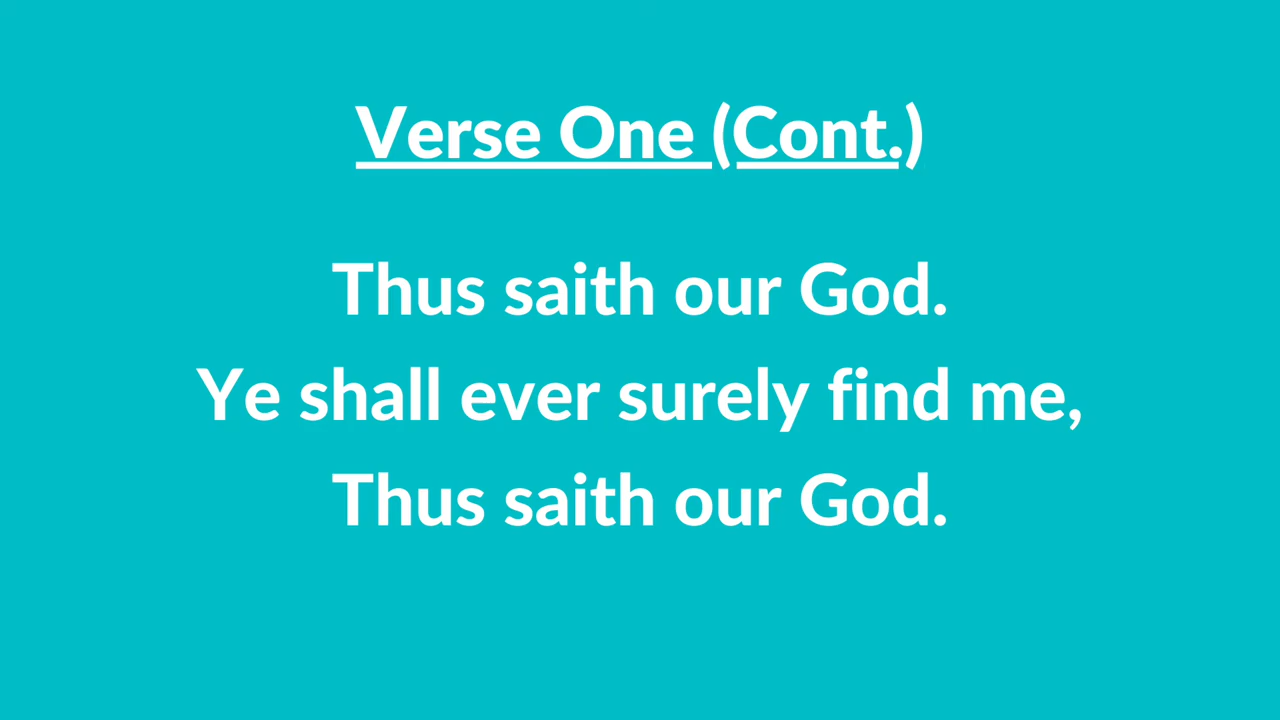 Verse One (Cont.)
Thus saith our God.
Ye shall ever surely find me,
Thus saith our God.